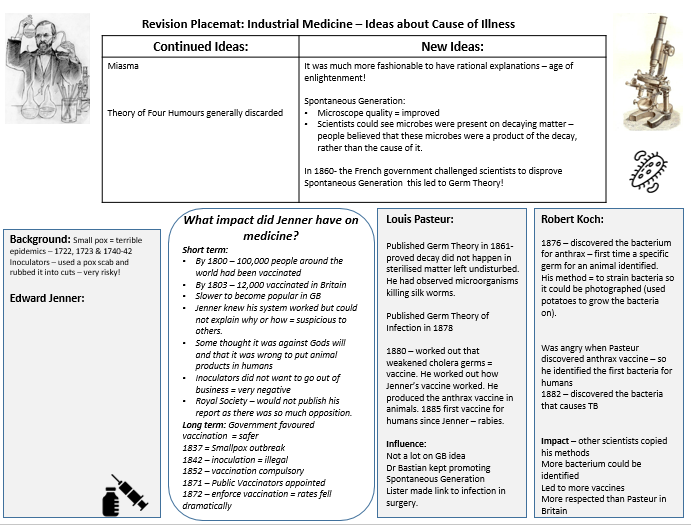 Revision Placemat: Industrial Medicine – Ideas about Cause of Illness
Continued Ideas:
New Ideas:
Miasma
Theory of Four Humours generally discarded
It was much more fashionable to have rational explanations – age of
enlightenment!
Spontaneous Generation:
• Microscope quality = improved
• Scientists could see microbes were present on decaying matter –
people believed that these microbes were a product of the decay,
rather than the cause of it.
In 1860- the French government challenged scientists to disprove
Spontaneous Generation this led to Germ Theory!
Background: Small pox = terrible
epidemics – 1722, 1723 & 1740-42
Inoculators – used a pox scab and
rubbed it into cuts – very risky!
Edward Jenner:
What impact did Jenner have on
medicine?
Short term:
• By 1800 – 100,000 people around the
world had been vaccinated
• By 1803 – 12,000 vaccinated in Britain
• Slower to become popular in GB
• Jenner knew his system worked but could
not explain why or how = suspicious to
others.
• Some thought it was against Gods will
and that it was wrong to put animal
products in humans
• Inoculators did not want to go out of
business = very negative
• Royal Society – would not publish his
report as there was so much opposition.
Long term: Government favoured
vaccination = safer
1837 = Smallpox outbreak
1842 – inoculation = illegal
1852 – vaccination compulsory
1871 – Public Vaccinators appointed
1872 – enforce vaccination = rates fell
dramatically
Louis Pasteur:
Published Germ Theory in 1861-
proved decay did not happen in
sterilised matter left undisturbed.
He had observed microorganisms
killing silk worms.
Published Germ Theory of
Infection in 1878
1880 – worked out that
weakened cholera germs =
vaccine. He worked out how
Jenner's vaccine worked. He
produced the anthrax vaccine in
animals. 1885 first vaccine for
humans since Jenner – rabies.
Influence:
Not a lot on GB idea
Dr Bastian kept promoting
Spontaneous Generation
Lister made link to infection in
surgery.
Robert Koch:
1876 – discovered the bacterium
for anthrax – first time a specific
germ for an animal identified.
His method = to strain bacteria so
it could be photographed (used
potatoes to grow the bacteria
on).
Was angry when Pasteur
discovered anthrax vaccine – so
he identified the first bacteria for
humans
1882 – discovered the bacteria
that causes TB
Impact – other scientists copied
his methods
More bacterium could be
identified
Led to more vaccines
More respected than Pasteur in
Britain